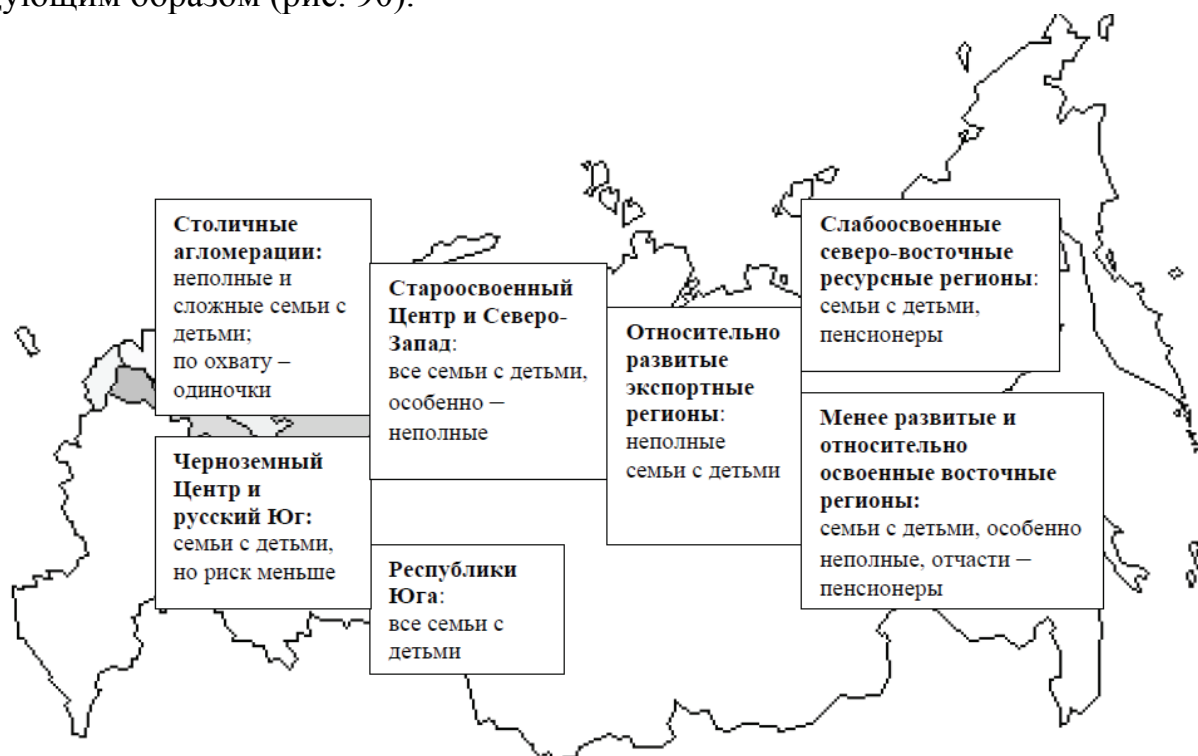 дующим образом (рис. 90).
Столичные
агломерации:
неполные и
сложные семьи с
детьми;
по охвату –
одиночки
Староосвоенный
Центр и Северо-
Запад:
все семьи с детьми,
особенно –
неполные
Относительно
развитые
экспортные
регионы:
неполные
семьи с детьми
Слабоосвоенные
северо-восточные
ресурсные регионы:
семьи с детьми,
пенсионеры
Черноземный
Центр и
русский Юг:
семьи с детьми,
но риск меньше
Республики
Юга:
все семьи с
детьми
Менее развитые и
относительно
освоенные восточные
регионы:
семьи с детьми, особенно
неполные, отчасти –
пенсионеры